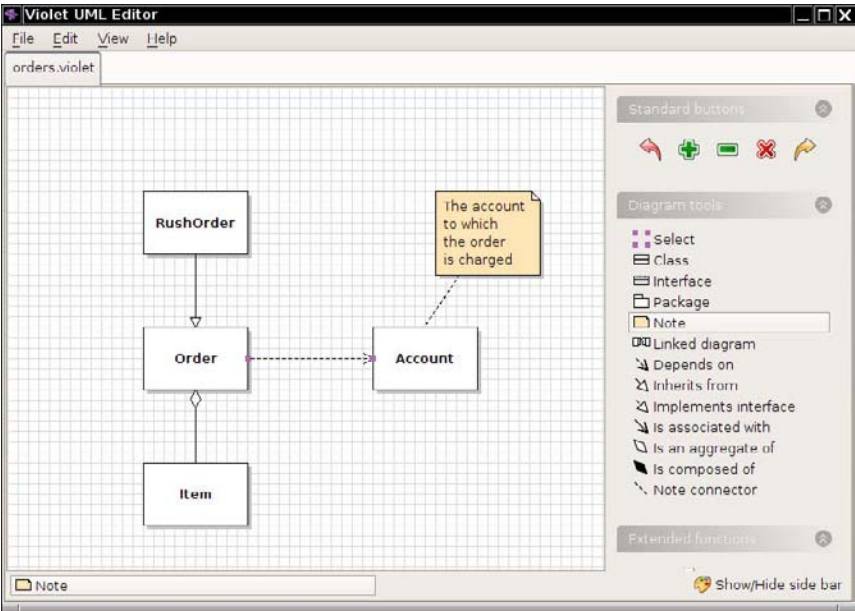 Violet UML Editor
File Edit View Help
orders.violet
RushOrder
The account
to which
the order
is charged
Order
Account
Item
Standard buttons
Diagram tools
Select
Class
Interface
Package
Note
Linked diagram
Depends on
Inherits from
Implements interface
Is associated with
Is an aggregate of
Is composed of
Note connector
Extended functions
Note
Show/Hide side bar